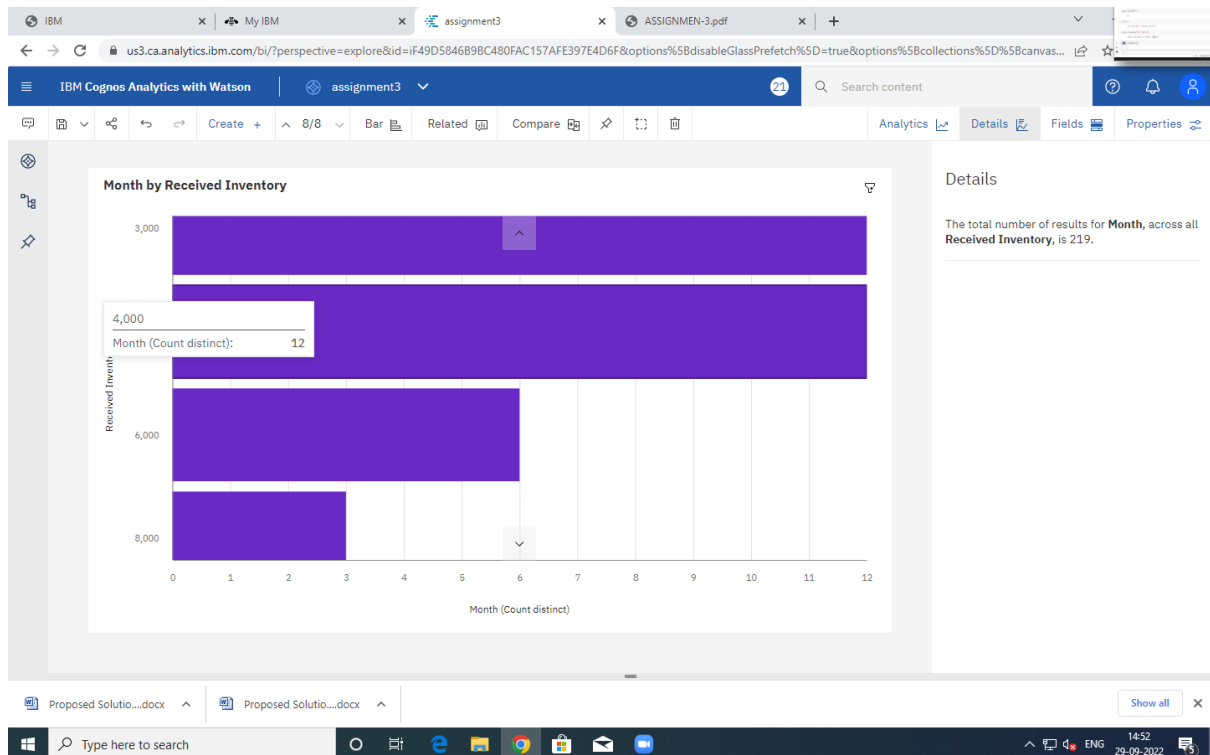 IBM
My IBM
assignment3
ASSIGNMEN-3.pdf
us3.ca.analytics.ibm.com/bi/?perspective=explore&id=iF49D5846B9BC480FAC157AFE397E4D6F&options%5BdisableGlassPrefetch%5D=true&options%5Bcollections%5D%5Bcanvas...
IBM Cognos Analytics with Watson
assignment3
21
Search content
Create +
8/8
Bar
Related
Compare
Analytics
Details
Fields
Properties
Month by Received Inventory
3,000
4,000
Month (Count distinct): 12
6,000
8,000
0 1 2 3 4 5 6 7 8 9 10 11 12
Month (Count distinct)
Details
The total number of results for Month, across all
Received Inventory, is 219.
Proposed Solutio....docx
Proposed Solutio....docx
Show all
Type here to search
ENG
14:52
29-09-2022
5